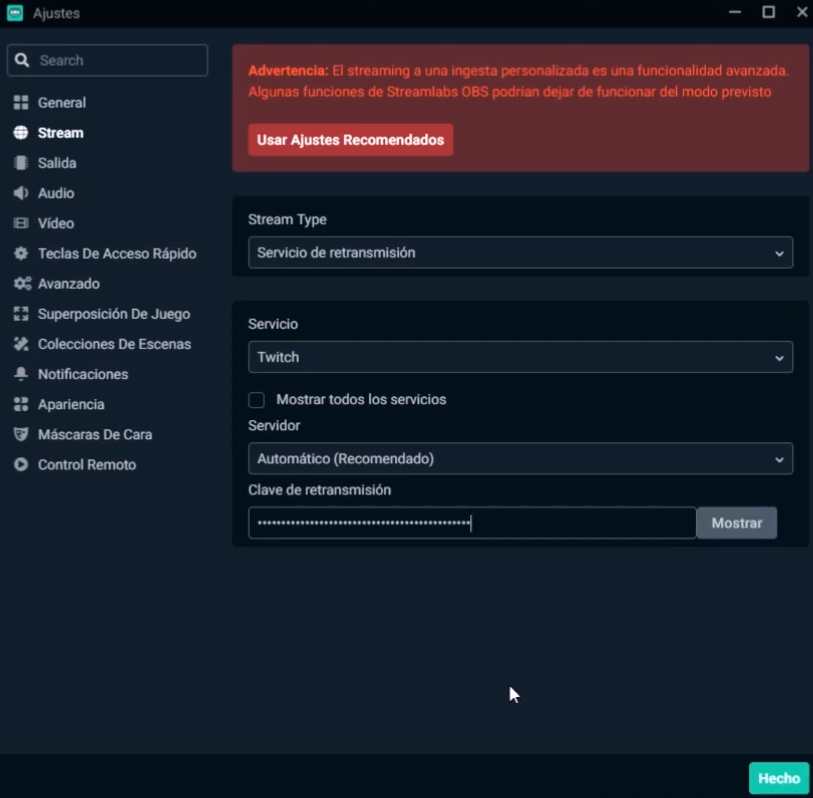 Ajustes
Search
General
Stream
Salida
Audio
Vídeo
Teclas De Acceso Rápido
Avanzado
Superposición De Juego
Colecciones De Escenas
Notificaciones
Apariencia
Máscaras De Cara
Control Remoto
Advertencia: El streaming a una ingesta personalizada es una funcionalidad avanzada.
Algunas funciones de Streamlabs OBS podrían dejar de funcionar del modo previsto
Usar Ajustes Recomendados
Stream Type
Servicio de retransmisión
Servicio
Twitch
Mostrar todos los servicios
Servidor
Automático (Recomendado)
Clave de retransmisión
Mostrar
Hecho